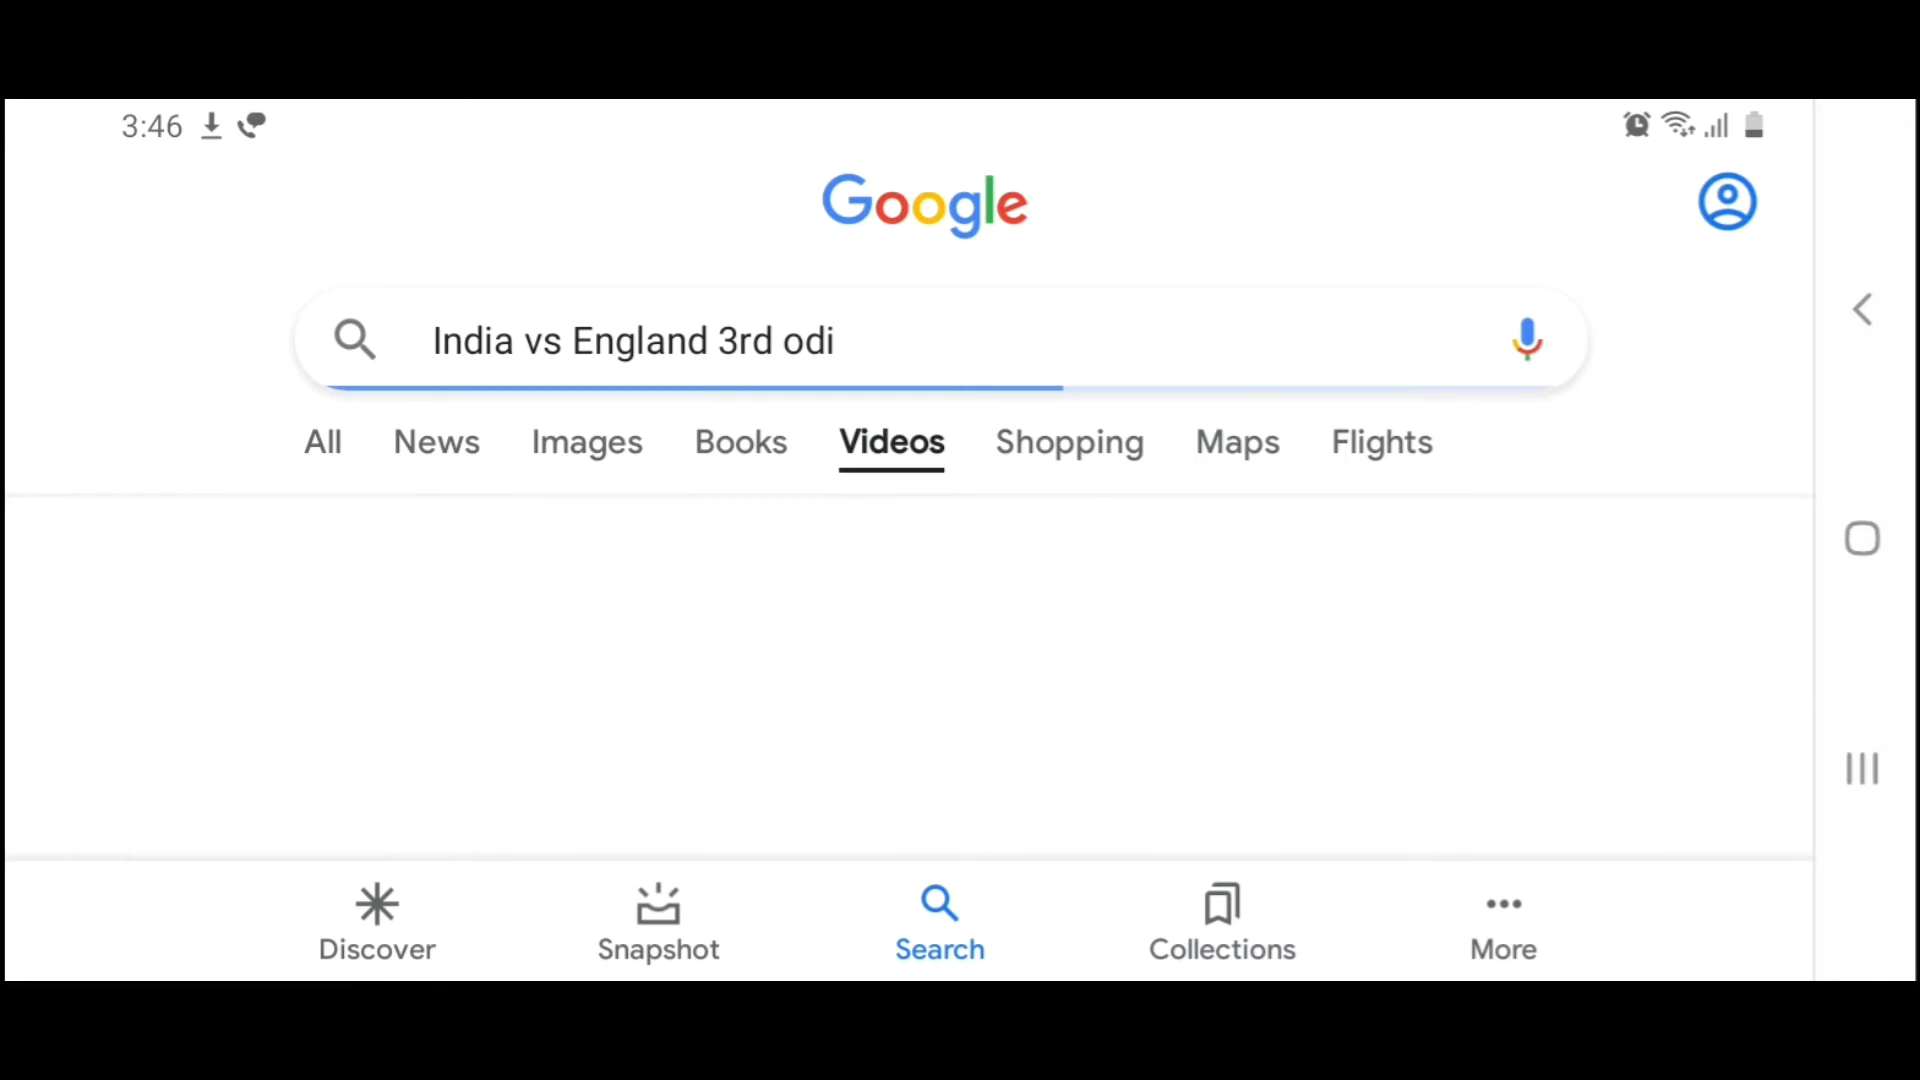 3:46
Google
India vs England 3rd odi
All News Images Books Videos Shopping Maps Flights
Discover Snapshot Search Collections More